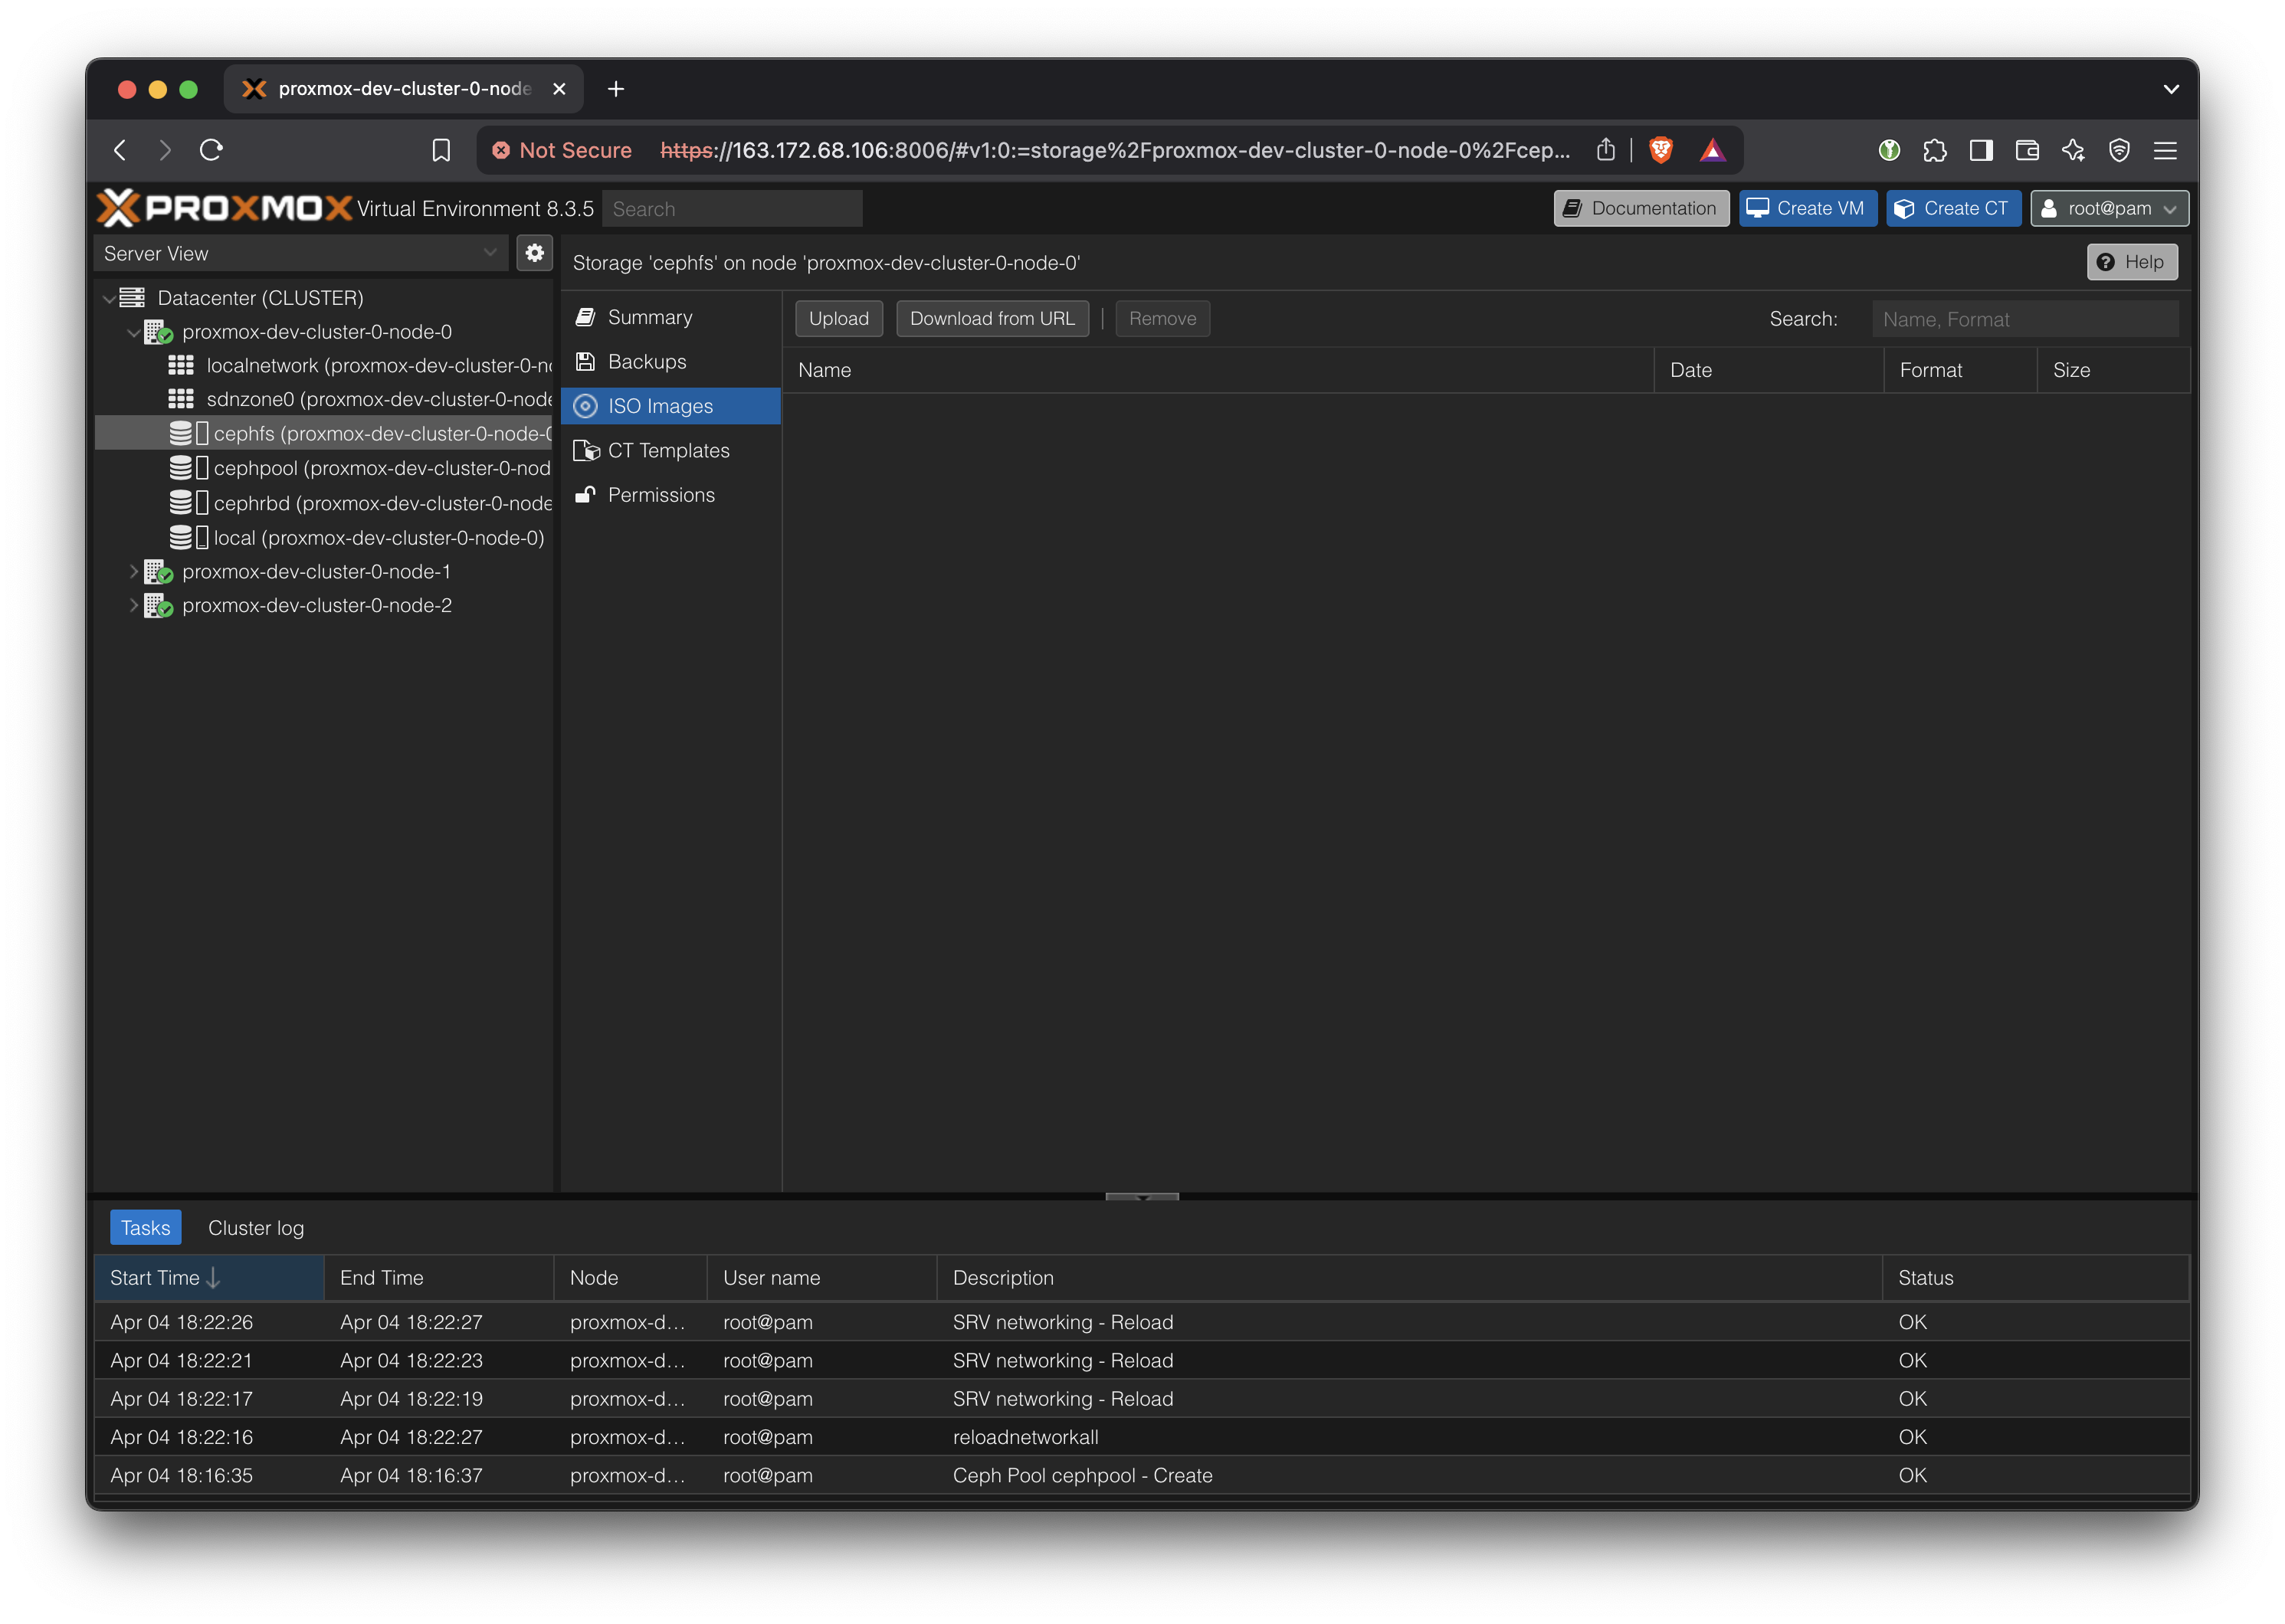 proxmox-dev-cluster-0-node
Not Secure https://163.172.68.106:8006/#v1:0:=storage%2Fproxmox-dev-cluster-0-node-0%2Fcep...
PROXMOX Virtual Environment 8.3.5 Search Documentation Create VM Create CT root@pam
Server View
Storage 'cephfs' on node 'proxmox-dev-cluster-0-node-0' Help
Datacenter (CLUSTER)
proxmox-dev-cluster-0-node-0
localnetwork (proxmox-dev-cluster-0-no
sdnzone0 (proxmox-dev-cluster-0-node
cephfs (proxmox-dev-cluster-0-node-0
cephpool (proxmox-dev-cluster-0-nod
cephrbd (proxmox-dev-cluster-0-node
local (proxmox-dev-cluster-0-node-0)
proxmox-dev-cluster-0-node-1
proxmox-dev-cluster-0-node-2
Summary
Backups
ISO Images
CT Templates
Permissions
Upload Download from URL Remove Search: Name, Format
Name Date Format Size
Tasks Cluster log
Start Time End Time Node User name Description Status
Apr 04 18:22:26 Apr 04 18:22:27 proxmox-d... root@pam SRV networking - Reload OK
Apr 04 18:22:21 Apr 04 18:22:23 proxmox-d... root@pam SRV networking - Reload OK
Apr 04 18:22:17 Apr 04 18:22:19 proxmox-d... root@pam SRV networking - Reload OK
Apr 04 18:22:16 Apr 04 18:22:27 proxmox-d... root@pam reloadnetworkall OK
Apr 04 18:16:35 Apr 04 18:16:37 proxmox-d... root@pam Ceph Pool cephpool - Create OK